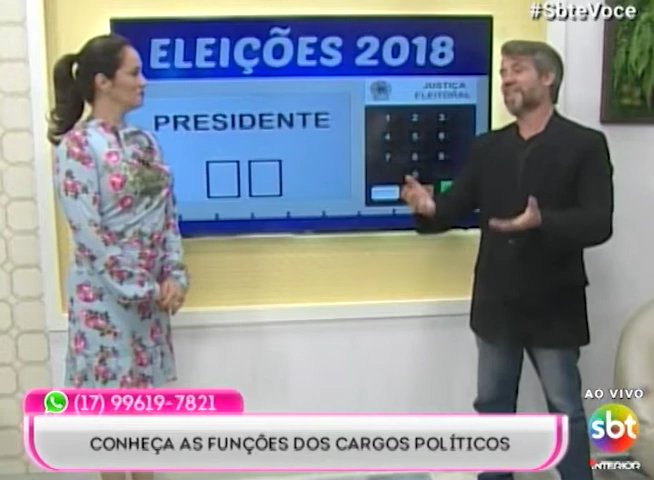 #SbteVoce
ELEIÇÕES 2018
JUSTIÇA
ELEITORAL
PRESIDENTE
1 2 3
4 5 6
7 8 9
AO VIVO
(17) 99619-7821
sbt
INTERIOR
CONHEÇA AS FUNÇÕES DOS CARGOS POLÍTICOS